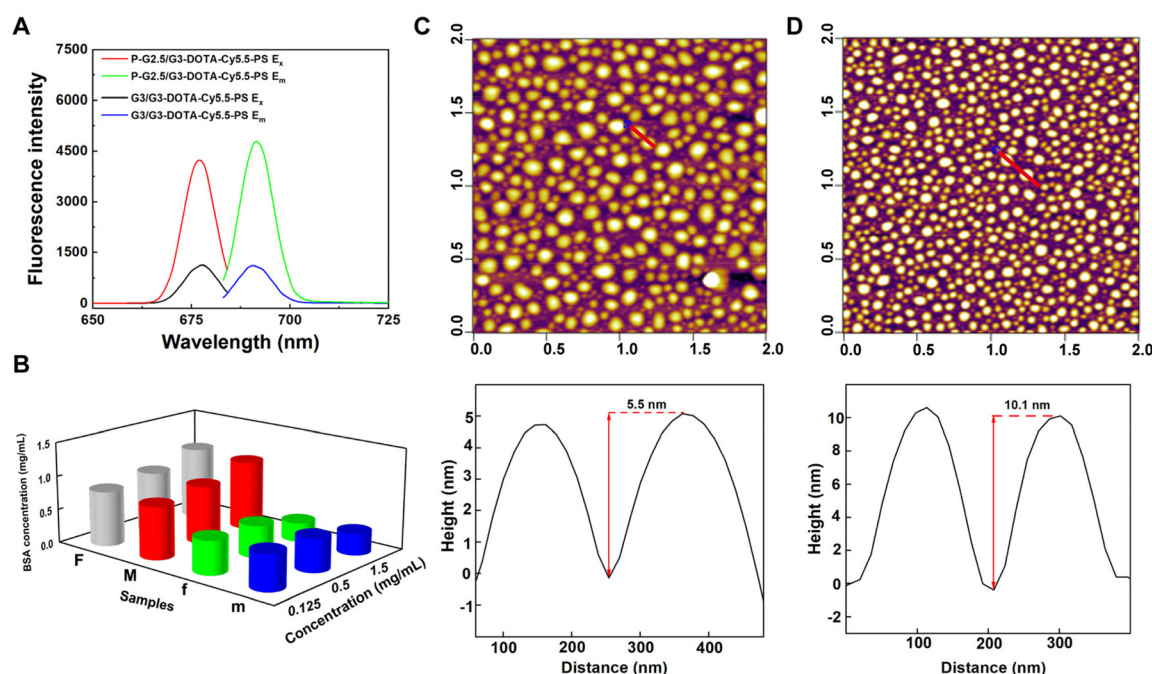 A
7500
6000
4500
3000
1500
0
Fluorescence intensity
P-G2.5/G3-DOTA-Cy5.5-PS Ex
P-G2.5/G3-DOTA-Cy5.5-PS Em
G3/G3-DOTA-Cy5.5-PS Ex
G3/G3-DOTA-Cy5.5-PS Em
650 675 700 725
Wavelength (nm)
B
1.5
1.0
0.5
0.0
BSA concentration (mg/mL)
F M f m
Samples
0.125 0.5 1.5
Concentration (mg/mL)
C
2.0
1.5
1.0
0.5
0.0
0.0 0.5 1.0 1.5 2.0
5.5 nm
5
4
3
2
1
0
-1
Height (nm)
100 200 300 400
Distance (nm)
D
2.0
1.5
1.0
0.5
0.0
0.0 0.5 1.0 1.5 2.0
10.1 nm
10
8
6
4
2
0
-2
Height (nm)
100 200 300
Distance (nm)